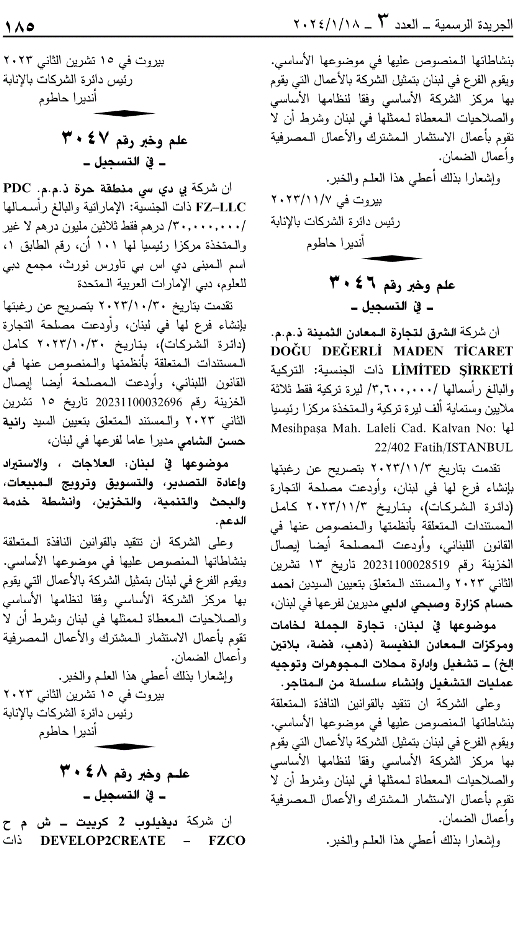 الجريدة الرسمية ــ العدد ٣ ــ ٢٠٢٤/١/١٨
١٨٥
بنشاطاتها المنصوص عليها في موضوعها الأساسي.
ويقوم الفرع في لبنان بتمثيل الشركة بالأعمال التي يقوم
بها مركز الشركة الأساسي وفقا لنظامها الأساسي
والصلاحيات المعطاة لممثلها في لبنان وشرط أن لا
تقوم بأعمال الاستثمار المشترك والأعمال المصرفية
وأعمال الضمان.
وإشعارا بذلك أعطي هذا العلم والخبر.
بيروت في ٢٠٢٣/١١/٧
رئيس دائرة الشركات بالإنابة
أنديرا حاطوم
علم وخبر رقم ٣٠٤٦
ـ في التسجيل ـ
ان شركة الشرق لتجارة المعادن الثمينة ذ.م.م.
DOĞU DEĞERLİ MADEN TİCARET
LİMİTED ŞİRKETİ ذات الجنسية: التركية
والبالغ رأسمالها /٣,٦٠٠,٠٠٠/ ليرة تركية فقط ثلاثة
ملايين وستماية ألف ليرة تركية والمتخذة مركزا رئيسيا
لها Mesihpaşa Mah. Laleli Cad. Kalvan No:
22/402 Fatih/ISTANBUL
تقدمت بتاريخ ٢٠٢٣/١١/٣ بتصريح عن رغبتها
بإنشاء فرع لها في لبنان، وأودعت مصلحة التجارة
(دائرة الشركات)، بتاريخ ٢٠٢٣/١١/٣ كامل
المستندات المتعلقة بأنظمتها والمنصوص عنها في
القانون اللبناني، وأودعت المصلحة أيضا إيصال
الخزينة رقم 20231100028519 تاريخ ١٣ تشرين
الثاني ٢٠٢٣ والمستند المتعلق بتعيين السيدين أحمد
حسام كزارة وصبحي ادلبي مديرين لفرعها في لبنان،
موضوعها في لبنان: تجارة الجملة لخامات
ومركزات المعادن النفيسة (ذهب، فضة، بلاتين
إلخ) ــ تشغيل وإدارة محلات المجوهرات وتوجيه
عمليات التشغيل وإنشاء سلسلة من المتاجر.
وعلى الشركة ان تتقيد بالقوانين النافذة المتعلقة
بنشاطاتها المنصوص عليها في موضوعها الأساسي.
ويقوم الفرع في لبنان بتمثيل الشركة بالأعمال التي يقوم
بها مركز الشركة الأساسي وفقا لنظامها الأساسي
والصلاحيات المعطاة لممثلها في لبنان وشرط أن لا
تقوم بأعمال الاستثمار المشترك والأعمال المصرفية
وأعمال الضمان.
وإشعارا بذلك أعطي هذا العلم والخبر.
بيروت في ١٥ تشرين الثاني ٢٠٢٣
رئيس دائرة الشركات بالإنابة
أنديرا حاطوم
علم وخبر رقم ٣٠٤٧
ـ في التسجيل ـ
ان شركة بي دي سي منطقة حرة ذ.م.م. PDC
FZ–LLC ذات الجنسية: الإماراتية والبالغ رأسمالها
/٣٠,٠٠٠,٠٠٠/ درهم فقط ثلاثين مليون درهم لا غير
والمتخذة مركزا رئيسيا لها ١٠١ أن، رقم الطابق ١،
اسم المبنى دي اس بي تاورس نورث، مجمع دبي
للعلوم، دبي الإمارات العربية المتحدة
تقدمت بتاريخ ٢٠٢٣/١٠/٣٠ بتصريح عن رغبتها
بإنشاء فرع لها في لبنان، وأودعت مصلحة التجارة
(دائرة الشركات)، بتاريخ ٢٠٢٣/١٠/٣٠ كامل
المستندات المتعلقة بأنظمتها والمنصوص عنها في
القانون اللبناني، وأودعت المصلحة أيضا إيصال
الخزينة رقم 20231100032696 تاريخ ١٥ تشرين
الثاني ٢٠٢٣ والمستند المتعلق بتعيين السيد رانية
حسن الشامي مديرا عاما لفرعها في لبنان،
موضوعها في لبنان: العلاجات ، والاستيراد
وإعادة التصدير، والتسويق وترويج المبيعات،
والبحث والتنمية، والتخزين، وأنشطة خدمة
الدعم.
وعلى الشركة ان تتقيد بالقوانين النافذة المتعلقة
بنشاطاتها المنصوص عليها في موضوعها الأساسي.
ويقوم الفرع في لبنان بتمثيل الشركة بالأعمال التي يقوم
بها مركز الشركة الأساسي وفقا لنظامها الأساسي
والصلاحيات المعطاة لممثلها في لبنان وشرط أن لا
تقوم بأعمال الاستثمار المشترك والأعمال المصرفية
وأعمال الضمان.
وإشعارا بذلك أعطي هذا العلم والخبر.
بيروت في ١٥ تشرين الثاني ٢٠٢٣
رئيس دائرة الشركات بالإنابة
أنديرا حاطوم
علم وخبر رقم ٣٠٤٨
ـ في التسجيل ـ
ان شركة ديفيلوب 2 كرييت ــ ش م ح
DEVELOP2CREATE – FZCO ذات